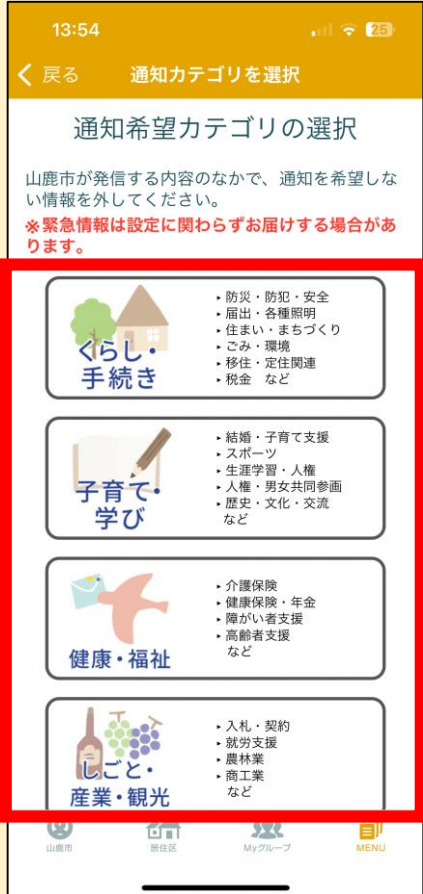 13:54
25
戻る 通知カテゴリを選択
通知希望カテゴリの選択
山鹿市が発信する内容のなかで、通知を希望しな
い情報を外してください。
※緊急情報は設定に関わらずお届けする場合があ
ります。
くらし・
手続き
・防災・防犯・安全
・届出・各種照明
・住まい・まちづくり
・ごみ・環境
・移住・定住関連
・税金 など
子育て・
学び
・結婚・子育て支援
・スポーツ
・生涯学習・人権
・人権・男女共同参画
・歴史・文化・交流
など
健康・福祉
・介護保険
・健康保険・年金
・障がい者支援
・高齢者支援
など
しごと・
産業・観光
・入札・契約
・就労支援
・農林業
・商工業
など
山鹿市 居住区 Myグループ MENU